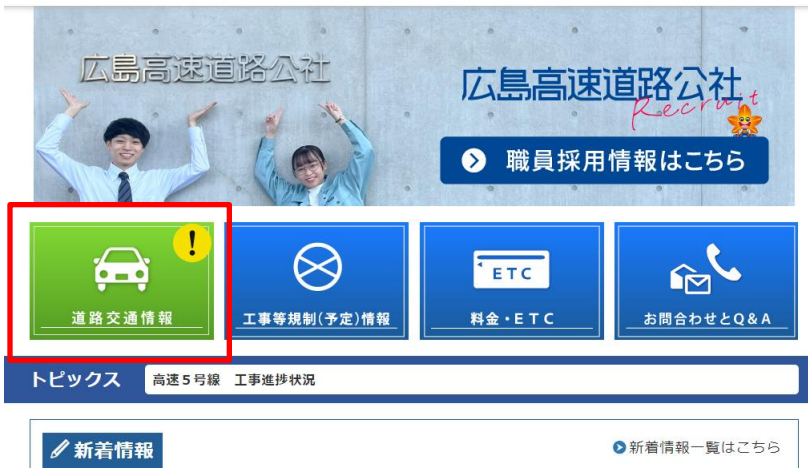 広島高速道路公社
広島高速道路公社
Recruit
職員採用情報はこちら
!
道路交通情報
工事等規制(予定)情報
ETC
料金・ETC
お問合わせとQ&A
トピックス
高速5号線 工事進捗状況
新着情報
新着情報一覧はこちら